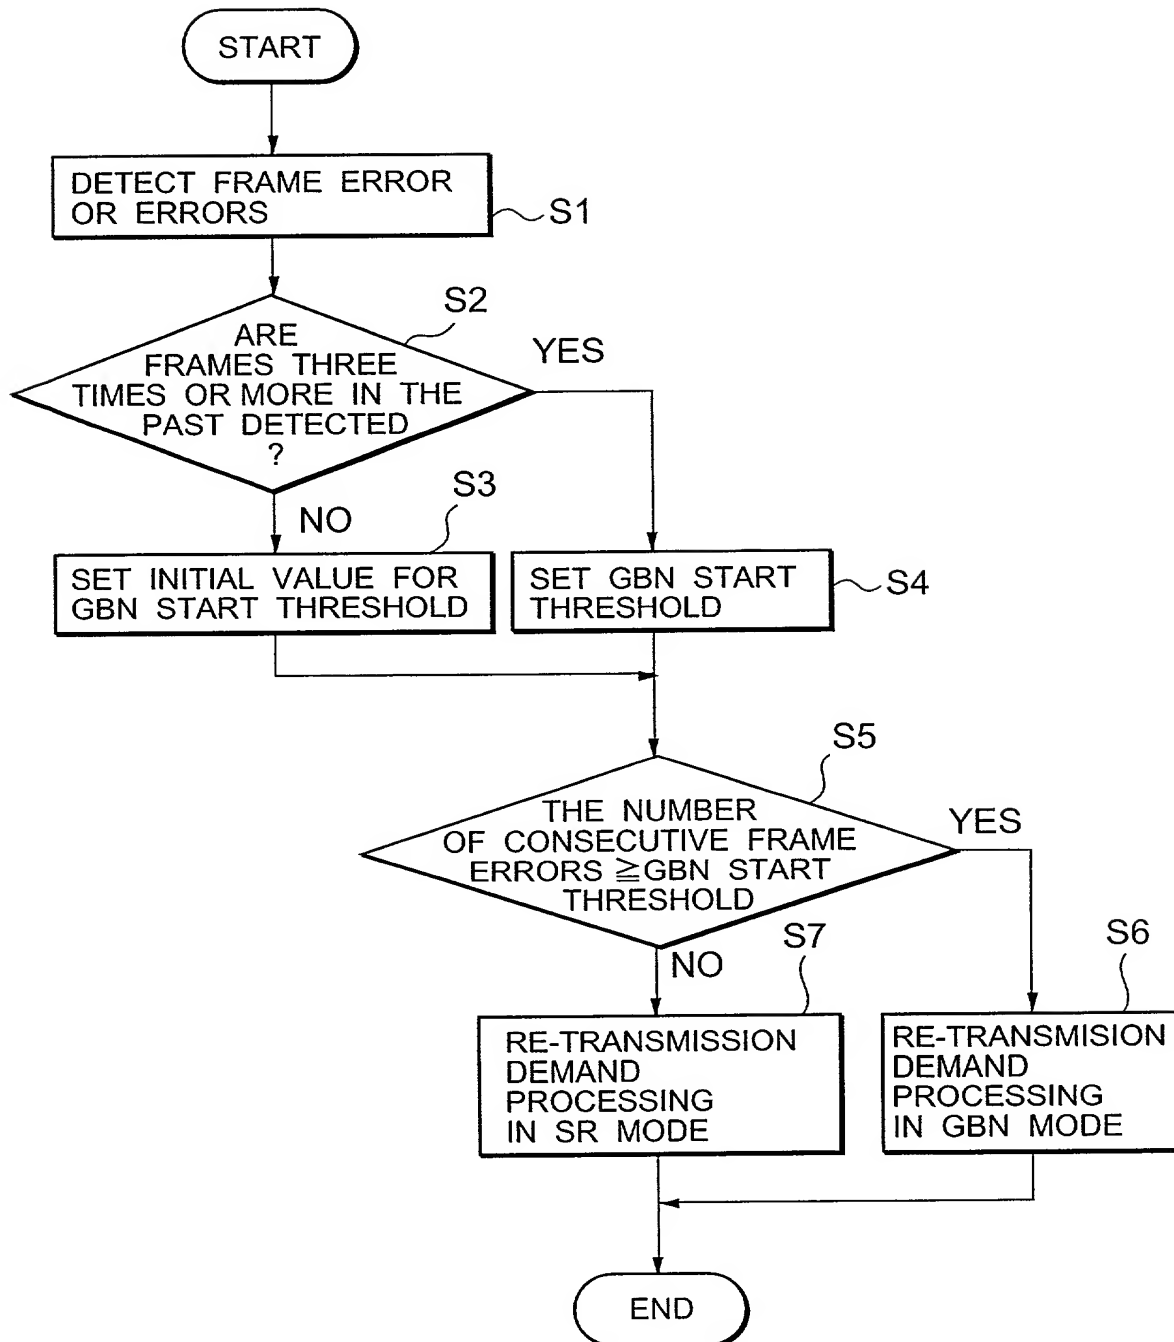 START
DETECT FRAME ERROR
OR ERRORS
S1
S2
ARE
FRAMES THREE
TIMES OR MORE IN THE
PAST DETECTED
?
YES
NO
S3
SET INITIAL VALUE FOR
GBN START THRESHOLD
SET GBN START
THRESHOLD
S4
S5
THE NUMBER
OF CONSECUTIVE FRAME
ERRORS ≧GBN START
THRESHOLD
YES
NO
S7
S6
RE-TRANSMISSION
DEMAND
PROCESSING
IN SR MODE
RE-TRANSMISION
DEMAND
PROCESSING
IN GBN MODE
END